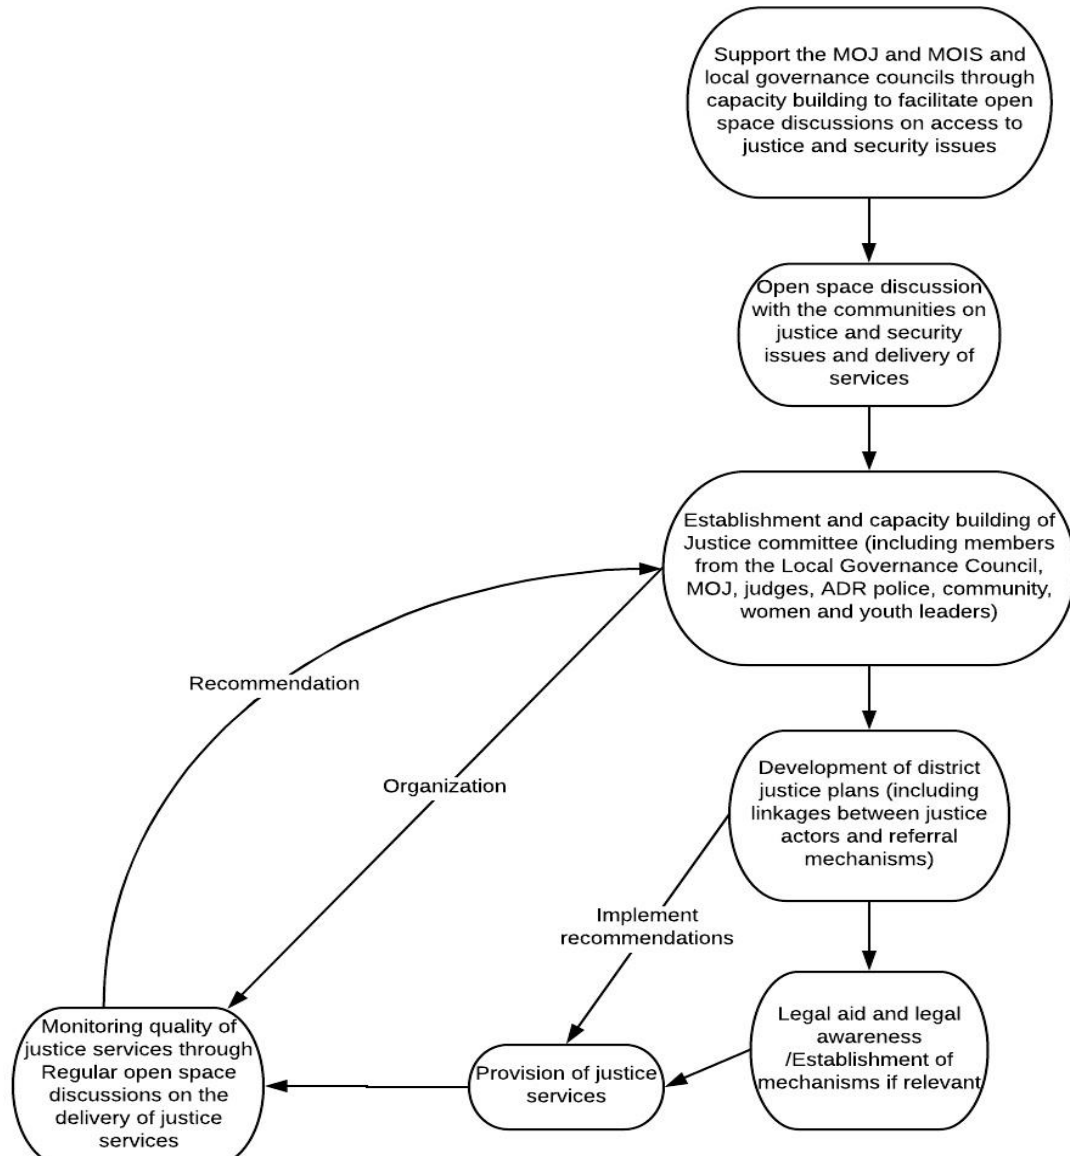 Support the MOJ and MOIS and
local governance councils through
capacity building to facilitate open
space discussions on access to
justice and security issues
Open space discussion
with the communities on
justice and security
issues and delivery of
services
Establishment and capacity building of
Justice committee (including members
from the Local Governance Council,
MOJ, judges, ADR police, community,
women and youth leaders)
Recommendation
Organization
Development of district
justice plans (including
linkages between justice
actors and referral
mechanisms)
Implement
recommendations
Legal aid and legal
awareness
/Establishment of
mechanisms if relevant
Provision of justice
services
Monitoring quality of
justice services through
Regular open space
discussions on the
delivery of justice
services